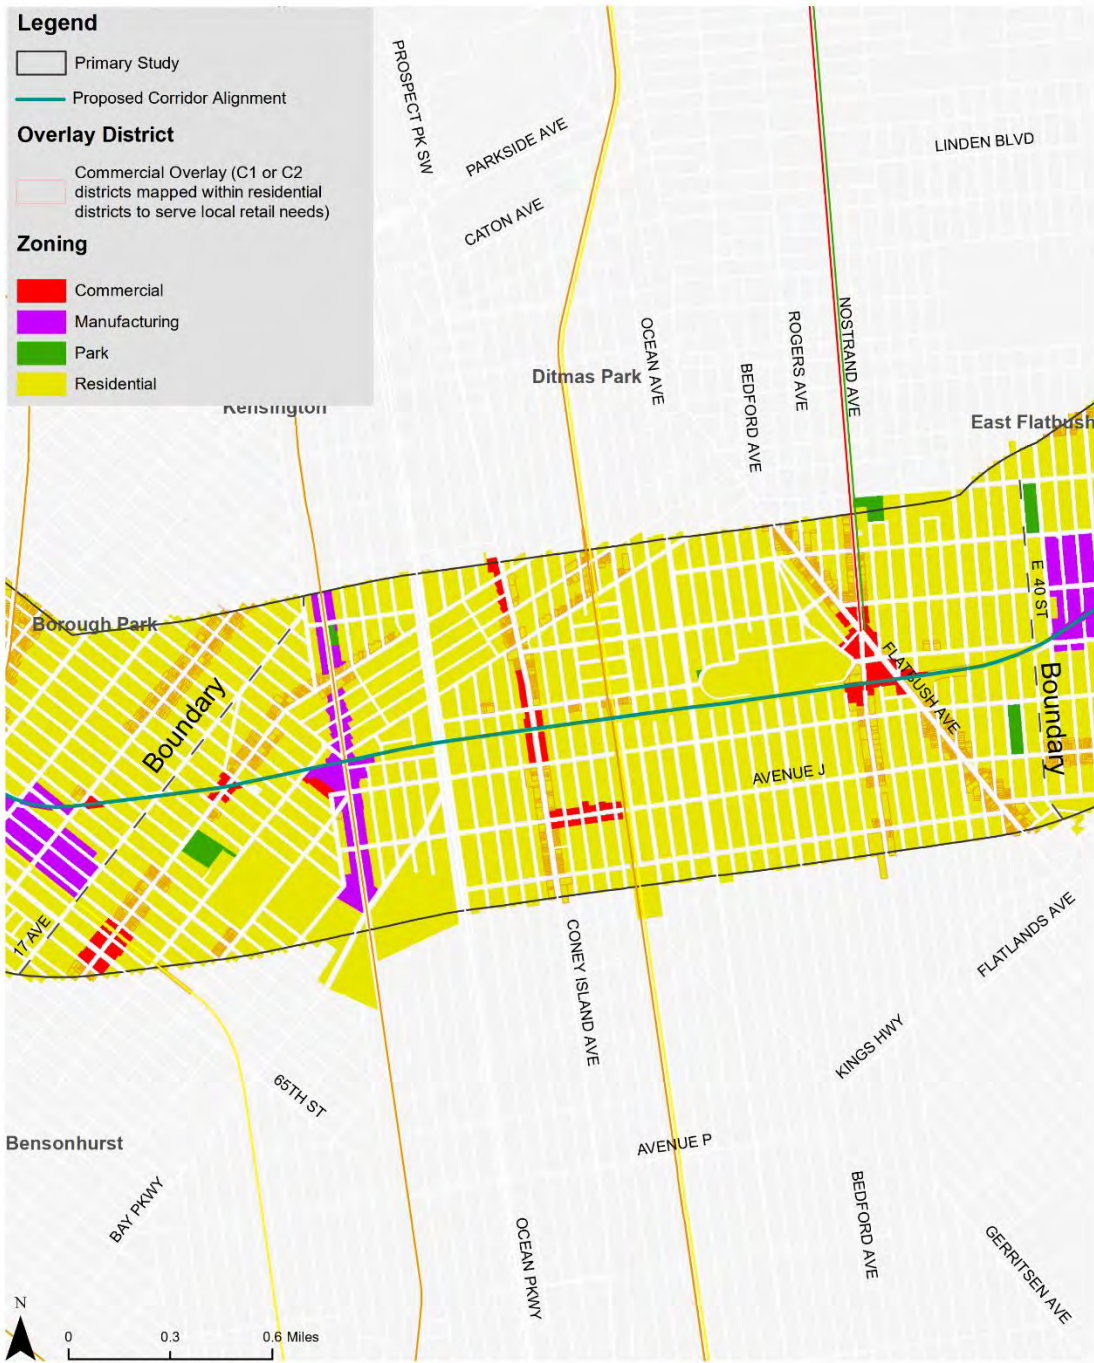 Legend
Primary Study
Proposed Corridor Alignment
Overlay District
Commercial Overlay (C1 or C2
districts mapped within residential
districts to serve local retail needs)
Zoning
Commercial
Manufacturing
Park
Residential
PROSPECT PK SW
PARKSIDE AVE
CATON AVE
LINDEN BLVD
OCEAN AVE
BEDFORD AVE
ROGERS AVE
NOSTRAND AVE
Ditmas Park
Kensington
East Flatbush
E 40 ST
Borough Park
Boundary
FLATBUSH AVE
Boundary
AVENUE J
17 AVE
CONEY ISLAND AVE
FLATLANDS AVE
KINGS HWY
65TH ST
Bensonhurst
AVENUE P
BAY PKWY
OCEAN PKWY
BEDFORD AVE
GERRITSEN AVE
N
0 0.3 0.6 Miles